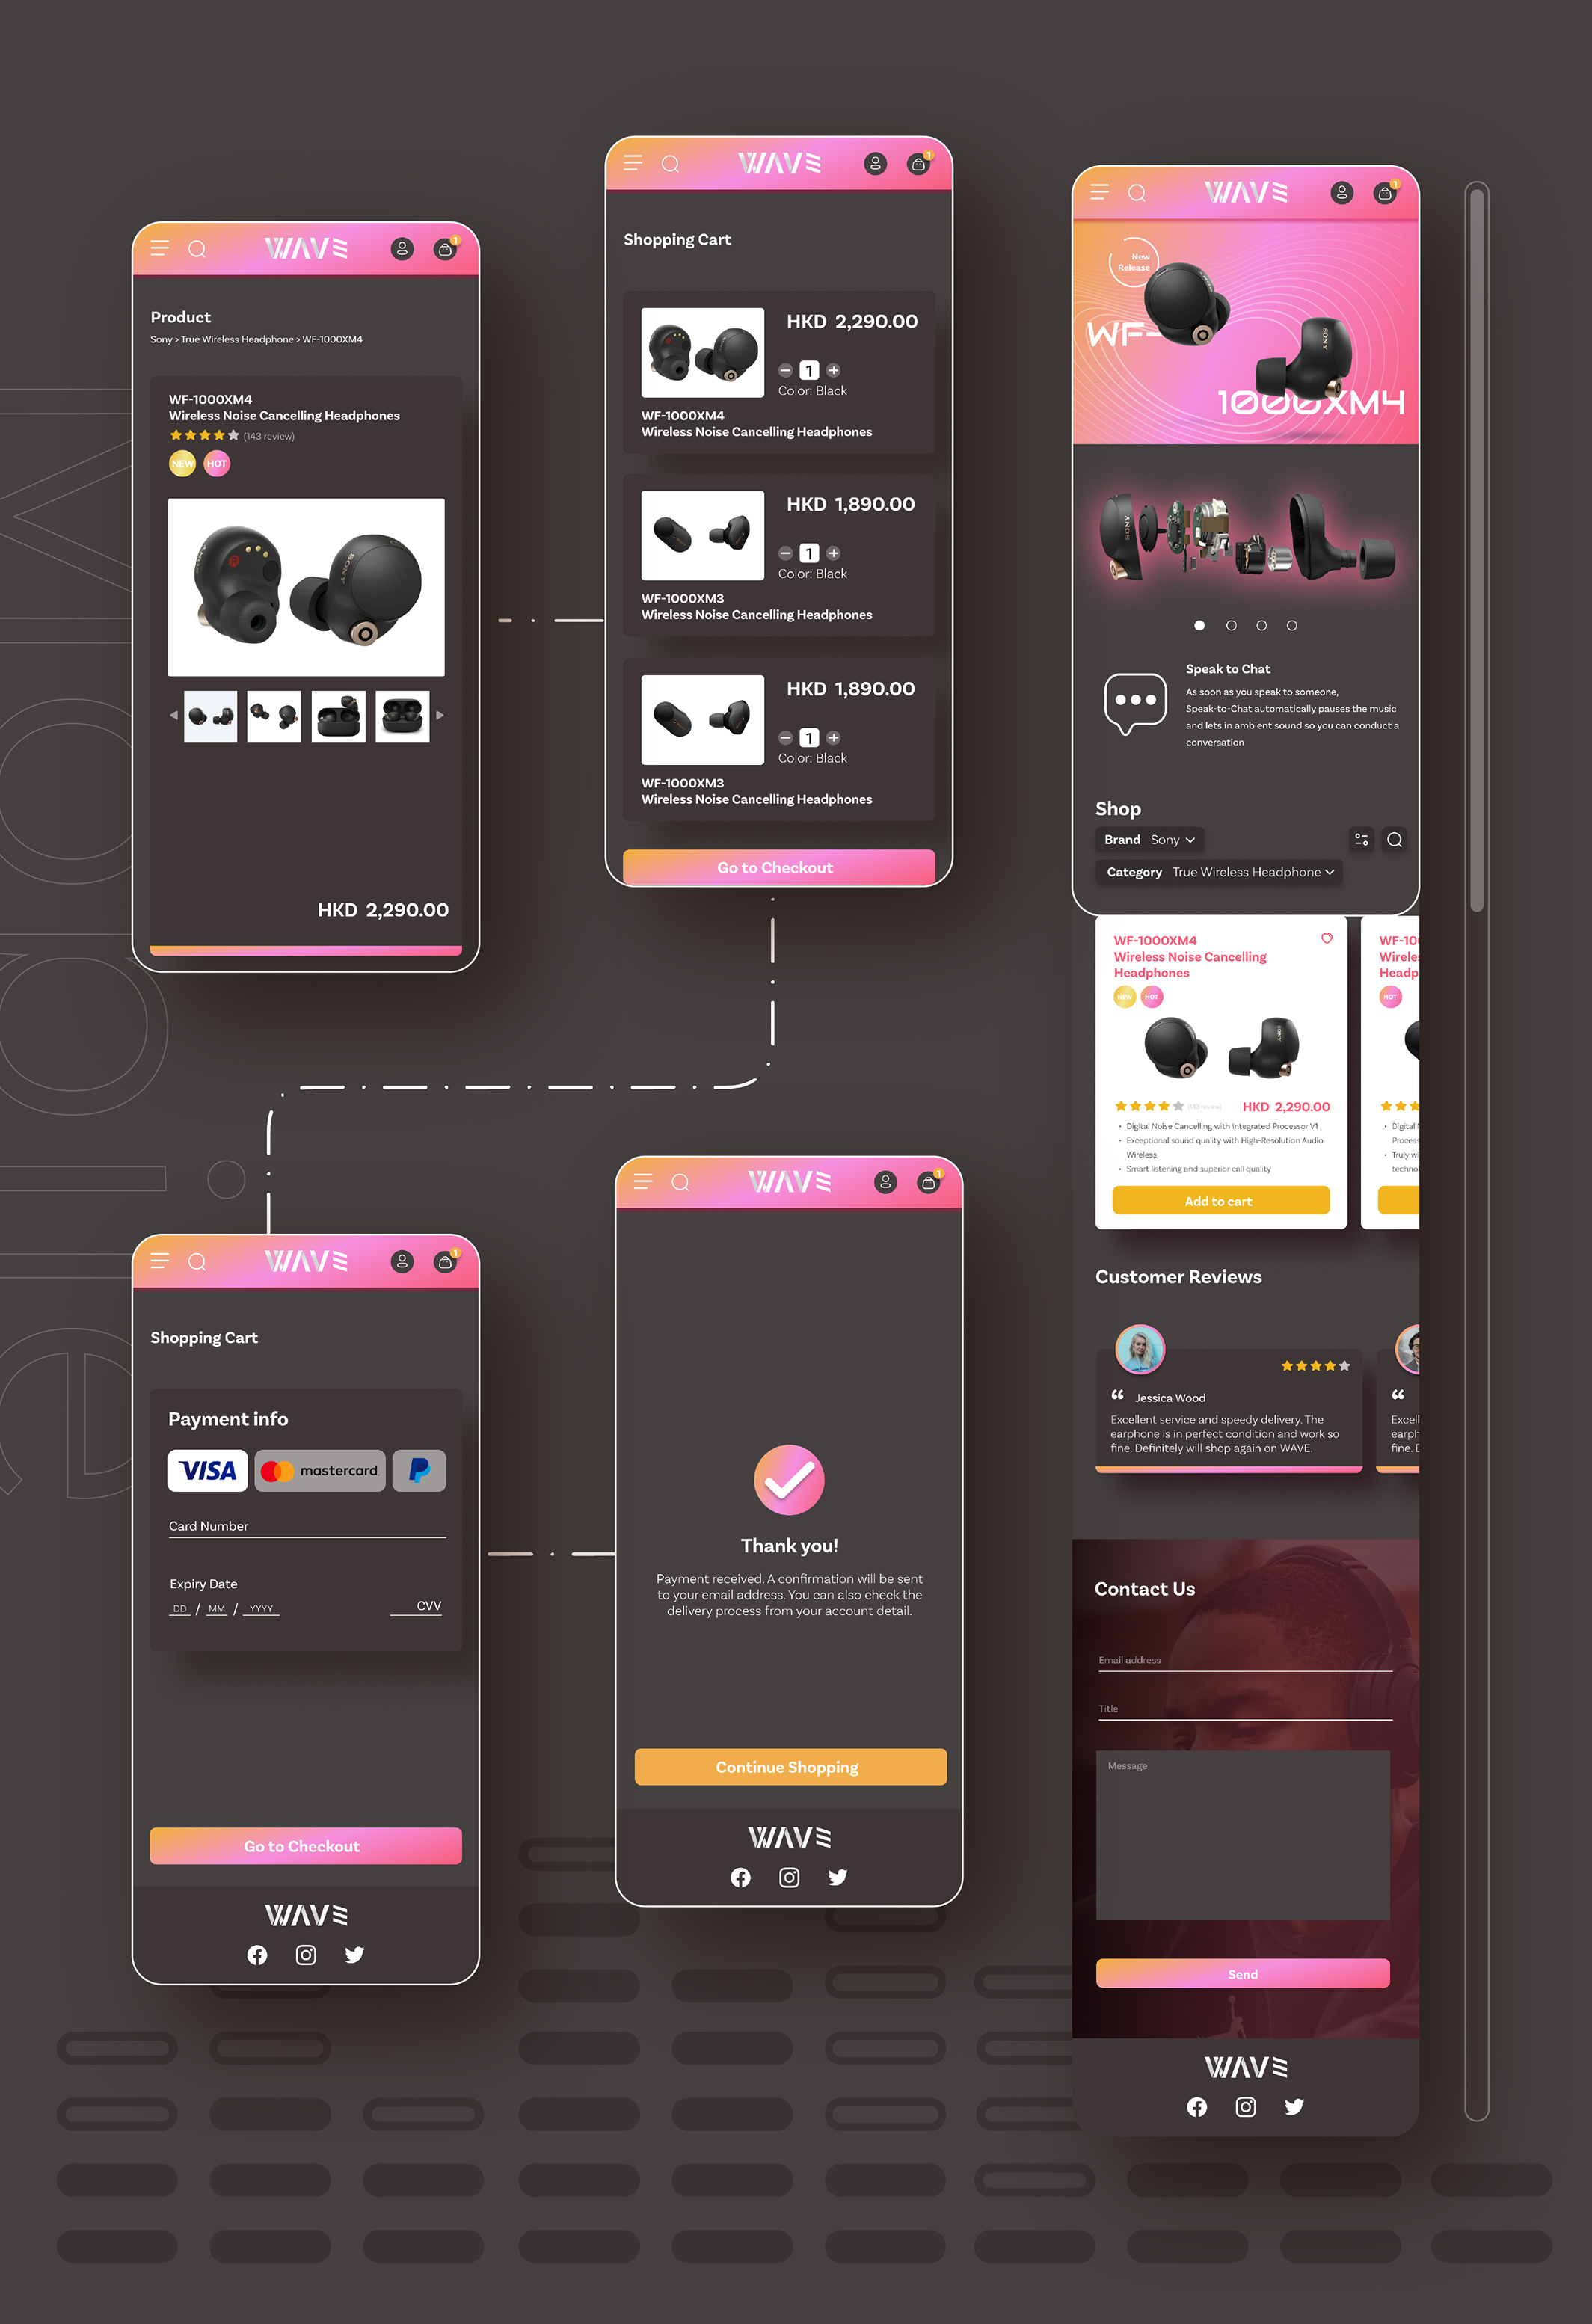 WAVE
1
Product
Sony > True Wireless Headphone > WF-1000XM4
WF-1000XM4
Wireless Noise Cancelling Headphones
(143 review)
NEW HOT
SONY
HKD 2,290.00
WAVE
1
Shopping Cart
HKD 2,290.00
1
Color: Black
WF-1000XM4
Wireless Noise Cancelling Headphones
HKD 1,890.00
1
Color: Black
WF-1000XM3
Wireless Noise Cancelling Headphones
HKD 1,890.00
1
Color: Black
WF-1000XM3
Wireless Noise Cancelling Headphones
Go to Checkout
WAVE
1
New
Release
WF-
SONY
1000XM4
SONY
Speak to Chat
As soon as you speak to someone,
Speak-to-Chat automatically pauses the music
and lets in ambient sound so you can conduct a
conversation
Shop
Brand Sony
Category True Wireless Headphone
WF-1000XM4
Wireless Noise Cancelling
Headphones
NEW HOT
SONY
(143 review) HKD 2,290.00
• Digital Noise Cancelling with Integrated Processor V1
• Exceptional sound quality with High-Resolution Audio
Wireless
• Smart listening and superior call quality
Add to cart
HOT
Customer Reviews
“ Jessica Wood
Excellent service and speedy delivery. The
earphone is in perfect condition and work so
fine. Definitely will shop again on WAVE.
“
Contact Us
Email address
Title
Message
Send
WAVE
WAVE
1
Shopping Cart
Payment info
VISA mastercard P
Card Number
Expiry Date
DD / MM / YYYY CVV
Go to Checkout
WAVE
WAVE
1
Thank you!
Payment received. A confirmation will be sent
to your email address. You can also check the
delivery process from your account detail.
Continue Shopping
WAVE